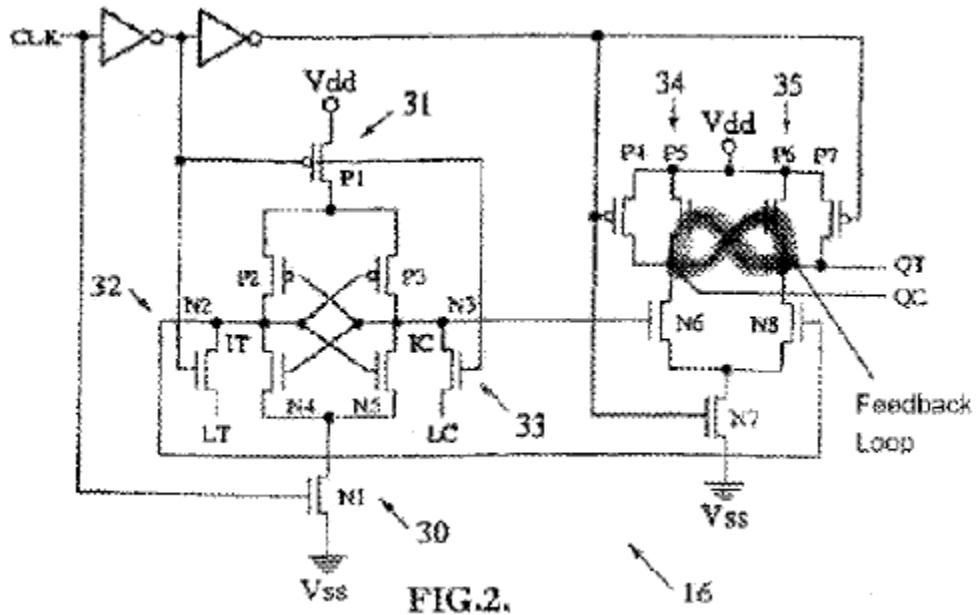 CLK
Vdd
31
34
35
Vdd
P4
P5
P6
P7
P1
32
P2
P3
N2
N3
IT
IC
QT
QC
N6
N8
N4
N5
LT
LC
33
N7
Feedback
Loop
N1
30
Vss
Vss
FIG.2.
16